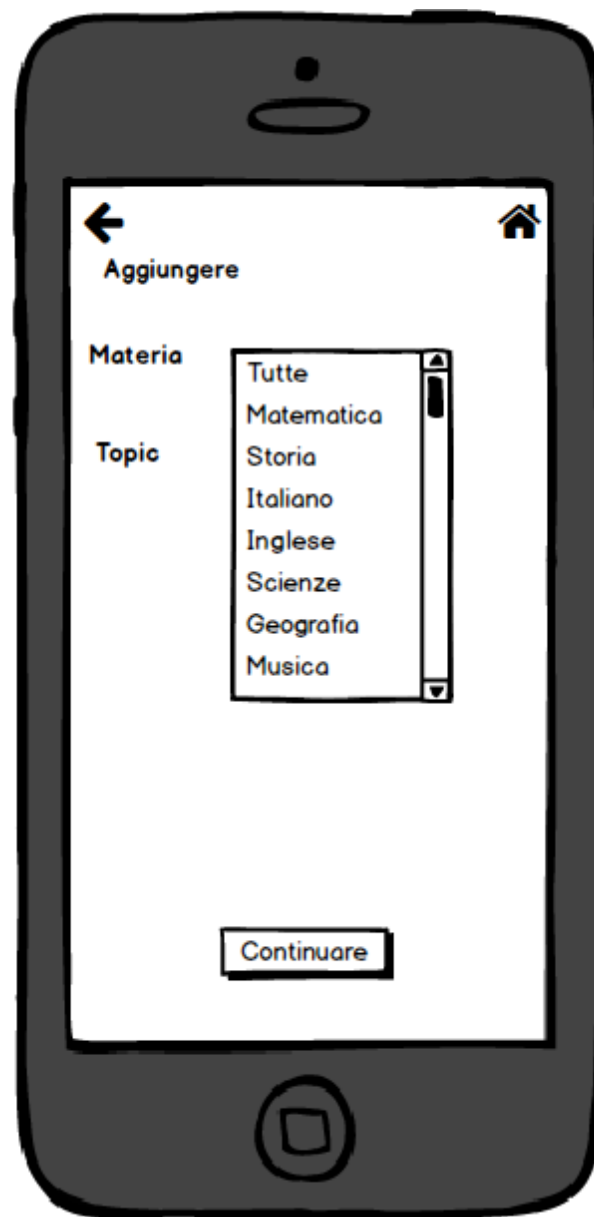 Aggiungere
Materia
Tutte
Matematica
Topic
Storia
Italiano
Inglese
Scienze
Geografia
Musica
Continuare